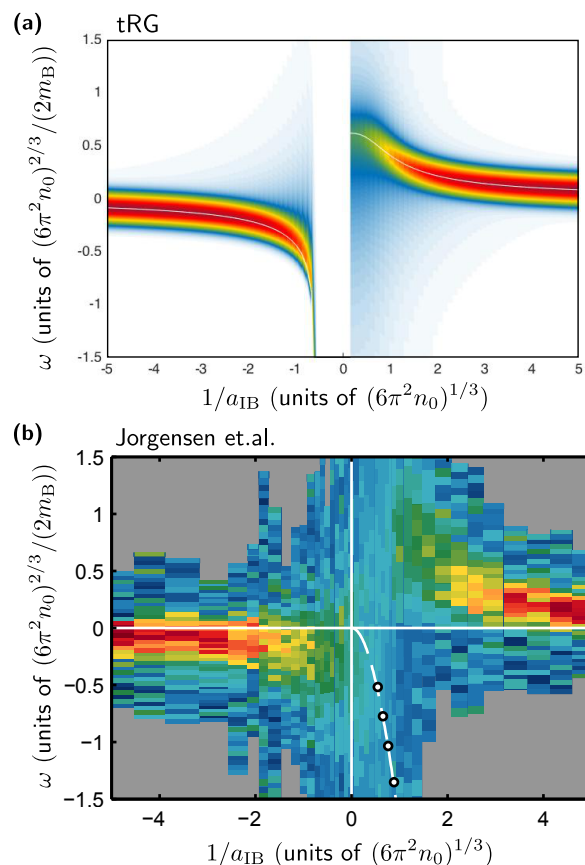 (a) tRG
1.5
1
0.5
0
-0.5
-1
-1.5
ω (units of (6π²n₀)^{2/3}/(2m_B))
-5 -4 -3 -2 -1 0 1 2 3 4 5
1/a_IB (units of (6π²n₀)^{1/3})
(b) Jorgensen et.al.
1.5
1
0.5
0
−0.5
−1
−1.5
ω (units of (6π²n₀)^{2/3}/(2m_B))
−4 −2 0 2 4
1/a_IB (units of (6π²n₀)^{1/3})